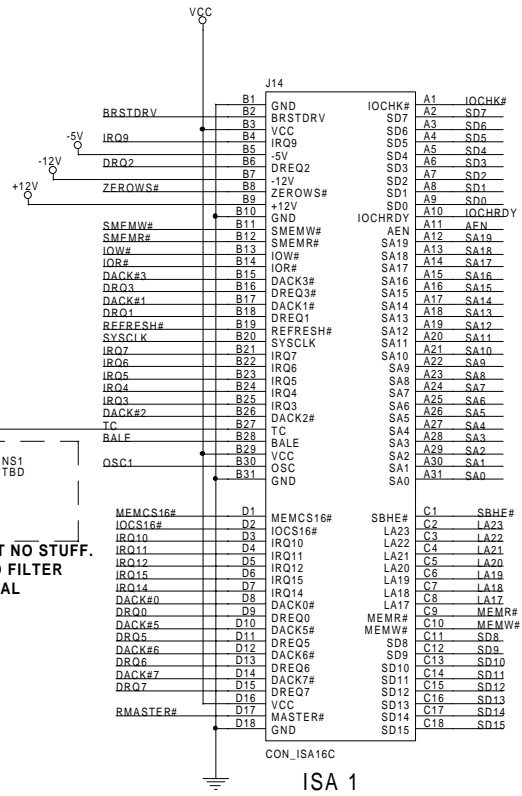 VCC
J14
B1 GND IOCHK# A1 IOCHK#
BRSTDRV B2 BRSTDRV SD7 A2 SD7
B3 VCC SD6 A3 SD6
-5V IRQ9 B4 IRQ9 SD5 A4 SD5
B5 -5V SD4 A5 SD4
-12V DRQ2 B6 DREQ2 SD3 A6 SD3
B7 -12V SD2 A7 SD2
+12V ZEROWS# B8 ZEROWS# SD1 A8 SD1
B9 +12V SD0 A9 SD0
B10 GND IOCHRDY A10 IOCHRDY
SMEMW# B11 SMEMW# AEN A11 AEN
SMEMR# B12 SMEMR# SA19 A12 SA19
IOW# B13 IOW# SA18 A13 SA18
IOR# B14 IOR# SA17 A14 SA17
DACK#3 B15 DACK3# SA16 A15 SA16
DRQ3 B16 DREQ3# SA15 A16 SA15
DACK#1 B17 DACK1# SA14 A17 SA14
DRQ1 B18 DREQ1 SA13 A18 SA13
REFRESH# B19 REFRESH# SA12 A19 SA12
SYSCLK B20 SYSCLK SA11 A20 SA11
IRQ7 B21 IRQ7 SA10 A21 SA10
IRQ6 B22 IRQ6 SA9 A22 SA9
IRQ5 B23 IRQ5 SA8 A23 SA8
IRQ4 B24 IRQ4 SA7 A24 SA7
IRQ3 B25 IRQ3 SA6 A25 SA6
DACK#2 B26 DACK2# SA5 A26 SA5
TC B27 TC SA4 A27 SA4
BALE B28 BALE SA3 A28 SA3
B29 VCC SA2 A29 SA2
OSC1 B30 OSC SA1 A30 SA1
B31 GND SA0 A31 SA0
NS1
TBD
T NO STUFF.
FILTER
AL
MEMCS16# D1 MEMCS16# SBHE# C1 SBHE#
IOCS16# D2 IOCS16# LA23 C2 LA23
IRQ10 D3 IRQ10 LA22 C3 LA22
IRQ11 D4 IRQ11 LA21 C4 LA21
IRQ12 D5 IRQ12 LA20 C5 LA20
IRQ15 D6 IRQ15 LA19 C6 LA19
IRQ14 D7 IRQ14 LA18 C7 LA18
DACK#0 D8 DACK0# LA17 C8 LA17
DRQ0 D9 DREQ0 MEMR# C9 MEMR#
DACK#5 D10 DACK5# MEMW# C10 MEMW#
DRQ5 D11 DREQ5 SD8 C11 SD8
DACK#6 D12 DACK6# SD9 C12 SD9
DRQ6 D13 DREQ6 SD10 C13 SD10
DACK#7 D14 DACK7# SD11 C14 SD11
DRQ7 D15 DREQ7 SD12 C15 SD12
D16 VCC SD13 C16 SD13
RMASTER# D17 MASTER# SD14 C17 SD14
D18 GND SD15 C18 SD15
CON_ISA16C
ISA 1